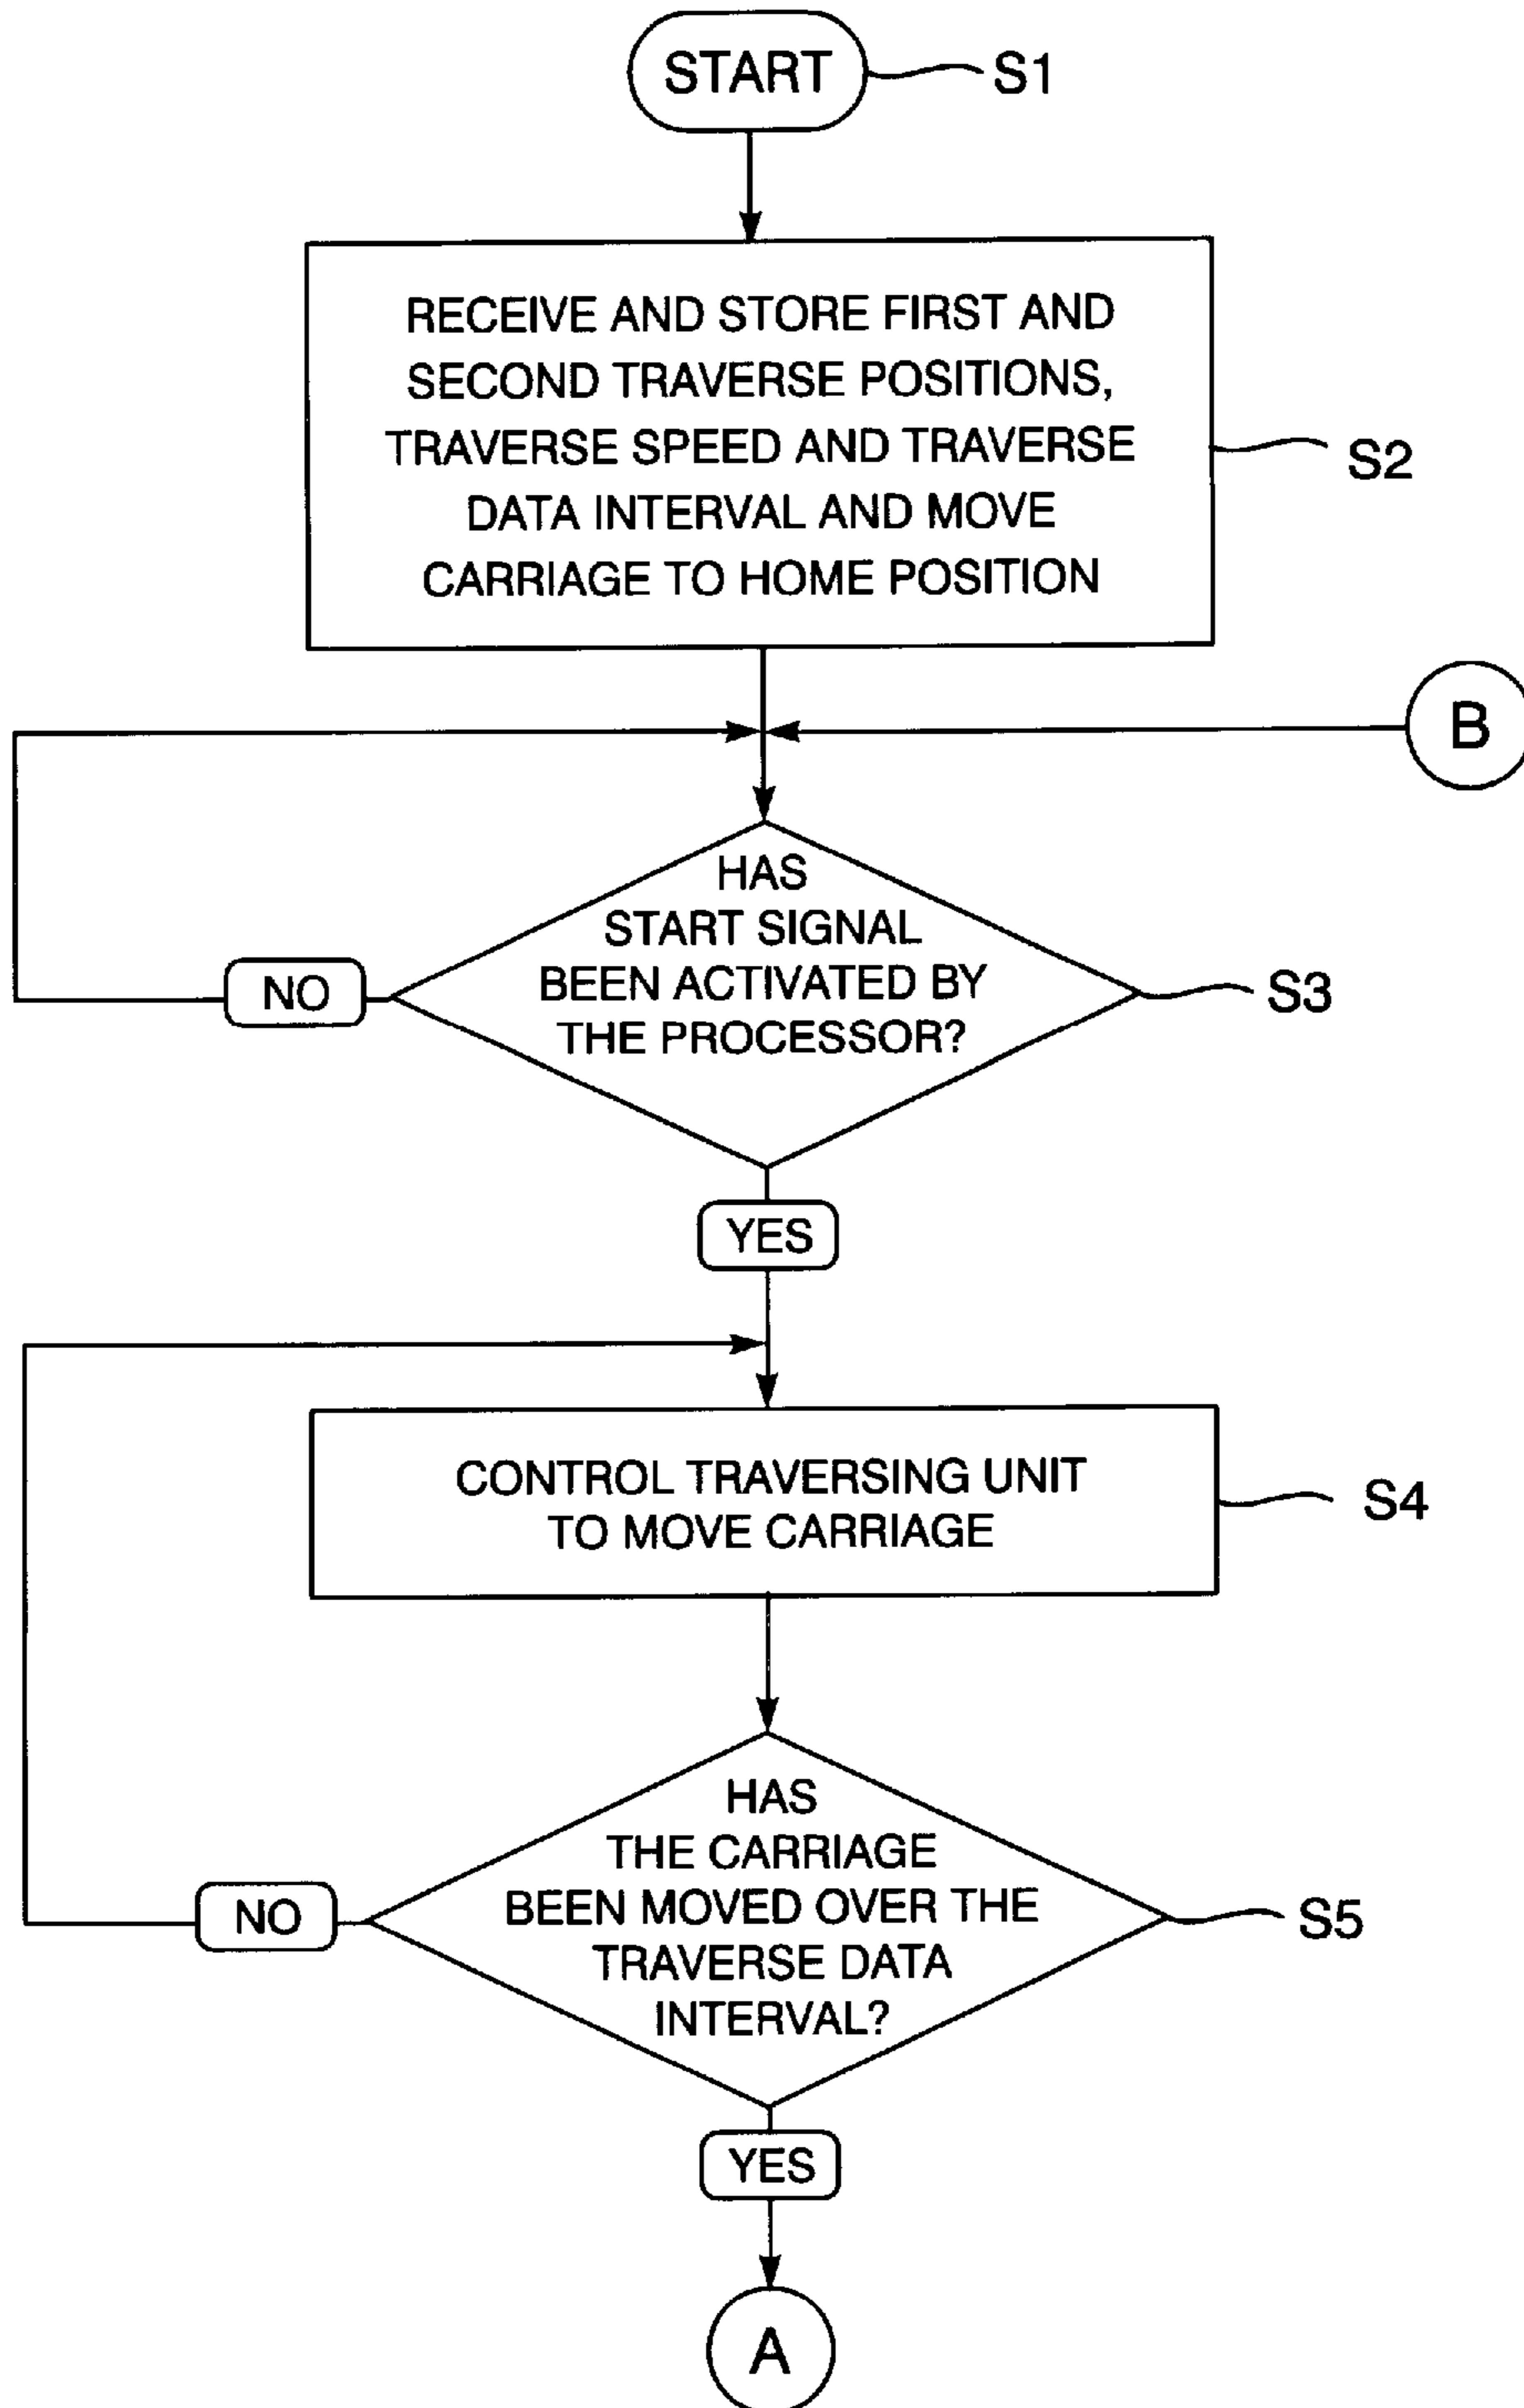 START
S1
RECEIVE AND STORE FIRST AND
SECOND TRAVERSE POSITIONS,
TRAVERSE SPEED AND TRAVERSE
DATA INTERVAL AND MOVE
CARRIAGE TO HOME POSITION
S2
B
HAS
START SIGNAL
BEEN ACTIVATED BY
THE PROCESSOR?
NO
S3
YES
CONTROL TRAVERSING UNIT
TO MOVE CARRIAGE
S4
HAS
THE CARRIAGE
BEEN MOVED OVER THE
TRAVERSE DATA
INTERVAL?
NO
S5
YES
A